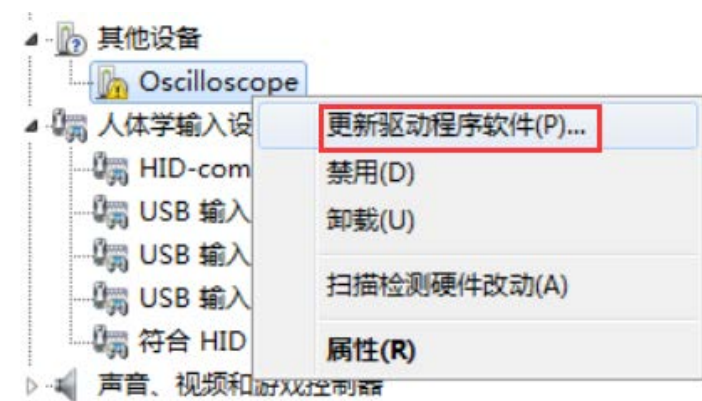 其他设备
Oscilloscope
人体学输入设
更新驱动程序软件(P)...
HID-com
禁用(D)
USB 输入
卸载(U)
USB 输入
扫描检测硬件改动(A)
USB 输入
符合 HID
属性(R)
声音、视频和游戏控制器